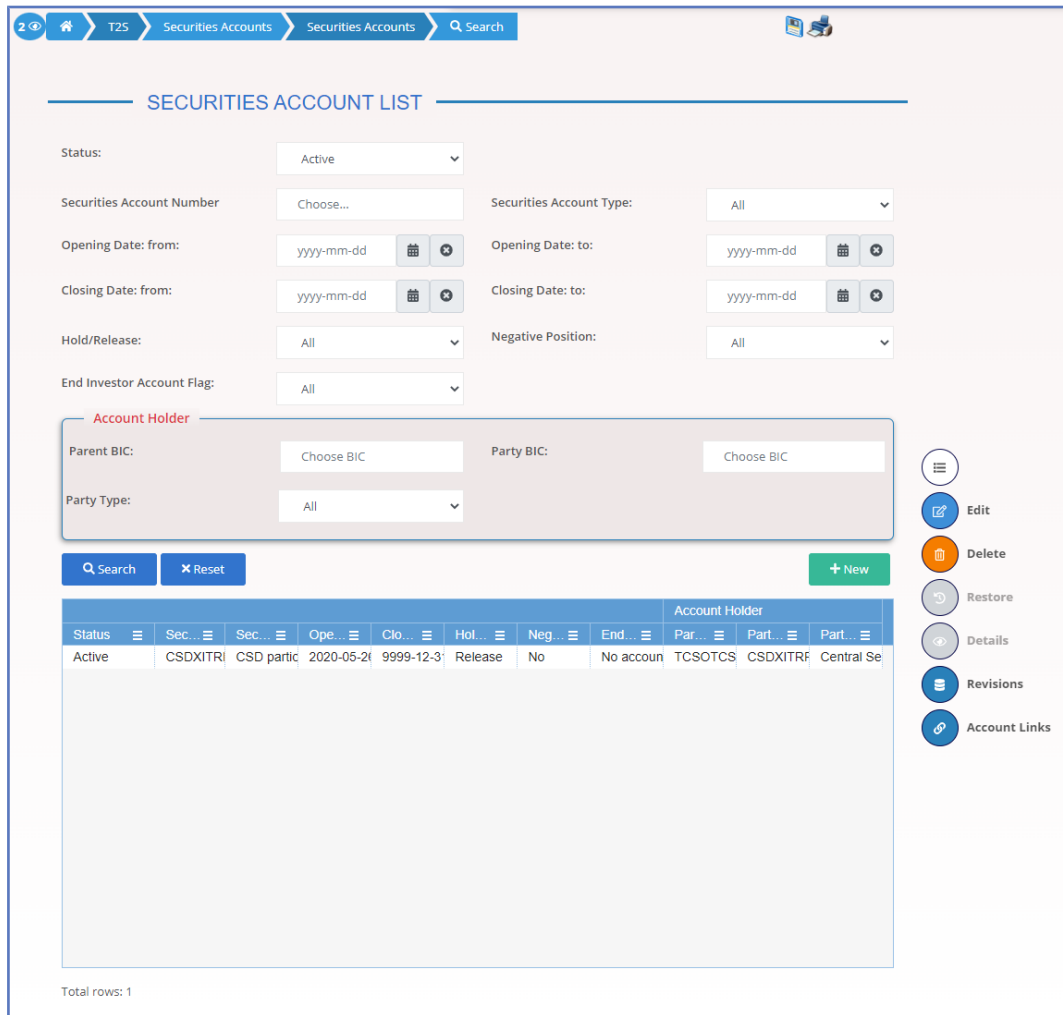 2 T2S Securities Accounts Securities Accounts Search
SECURITIES ACCOUNT LIST
Status: Active
Securities Account Number Choose... Securities Account Type: All
Opening Date: from: yyyy-mm-dd Opening Date: to: yyyy-mm-dd
Closing Date: from: yyyy-mm-dd Closing Date: to: yyyy-mm-dd
Hold/Release: All Negative Position: All
End Investor Account Flag: All
Account Holder
Parent BIC: Choose BIC Party BIC: Choose BIC
Party Type: All
Search Reset + New
Account Holder
Status Sec... Sec... Ope... Clo... Hol... Neg... End... Par... Part... Part...
Active CSDXITRI CSD partic 2020-05-26 9999-12-31 Release No No accoun TCSOTCS CSDXITRF Central Se
Edit
Delete
Restore
Details
Revisions
Account Links
Total rows: 1